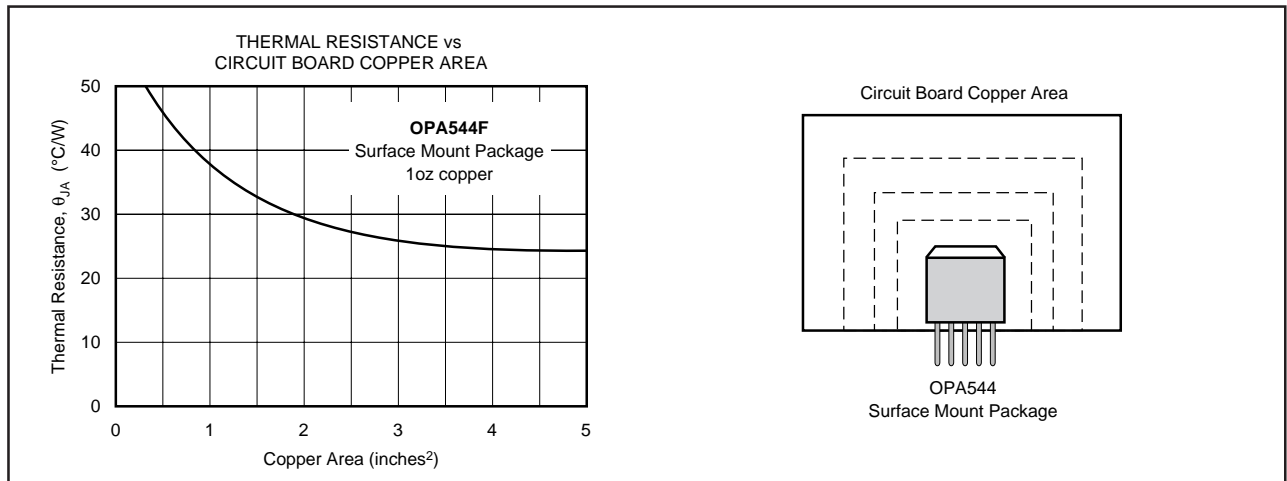 THERMAL RESISTANCE vs
CIRCUIT BOARD COPPER AREA
Thermal Resistance, θJA (°C/W)
50
40
30
20
10
0
OPA544F
Surface Mount Package
1oz copper
0 1 2 3 4 5
Copper Area (inches²)
Circuit Board Copper Area
OPA544
Surface Mount Package